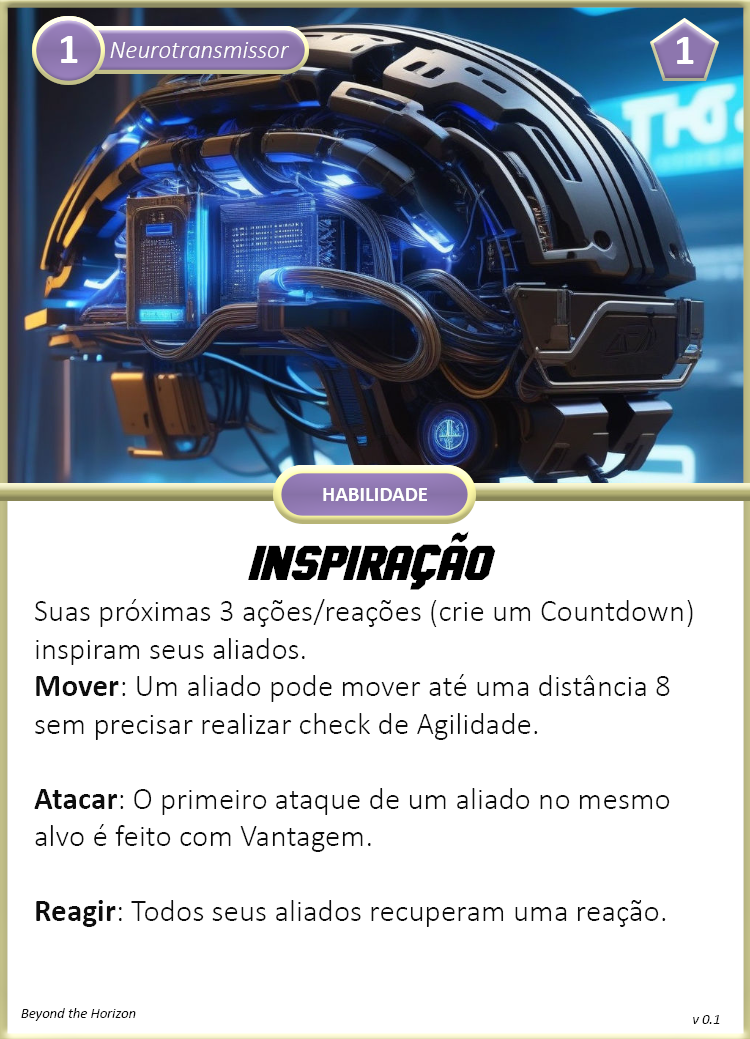 1 Neurotransmissor 1
HABILIDADE
INSPIRAÇÃO
Suas próximas 3 ações/reações (crie um Countdown)
inspiram seus aliados.
Mover: Um aliado pode mover até uma distância 8
sem precisar realizar check de Agilidade.
Atacar: O primeiro ataque de um aliado no mesmo
alvo é feito com Vantagem.
Reagir: Todos seus aliados recuperam uma reação.
Beyond the Horizon
v 0.1